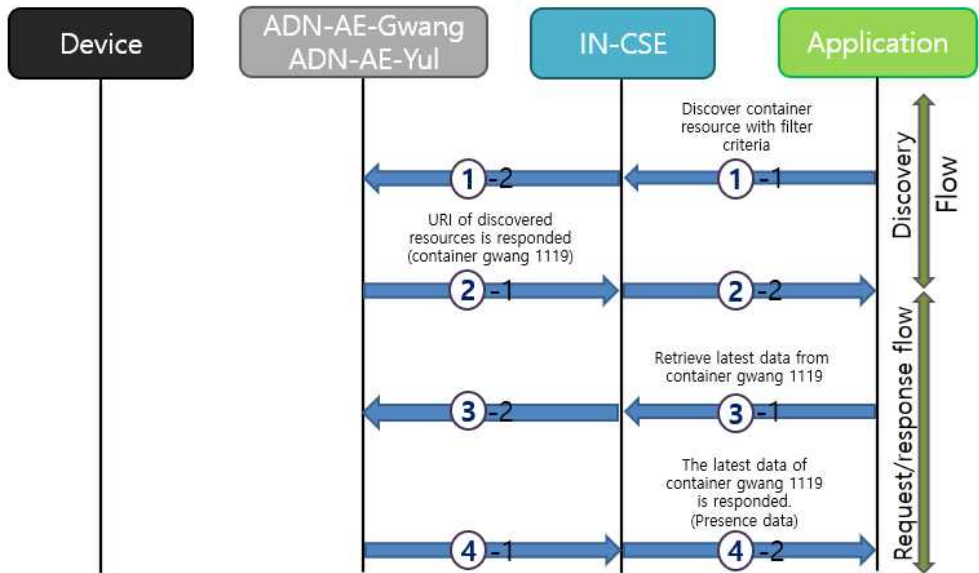 Device
ADN-AE-Gwang
ADN-AE-Yul
IN-CSE
Application
Discover container
resource with filter
criteria
1-2
1-1
URI of discovered
resources is responded
(container gwang 1119)
2-1
2-2
Discovery
Flow
Retrieve latest data from
container gwang 1119
3-2
3-1
The latest data of
container gwang 1119
is responded.
(Presence data)
4-1
4-2
Request/response flow